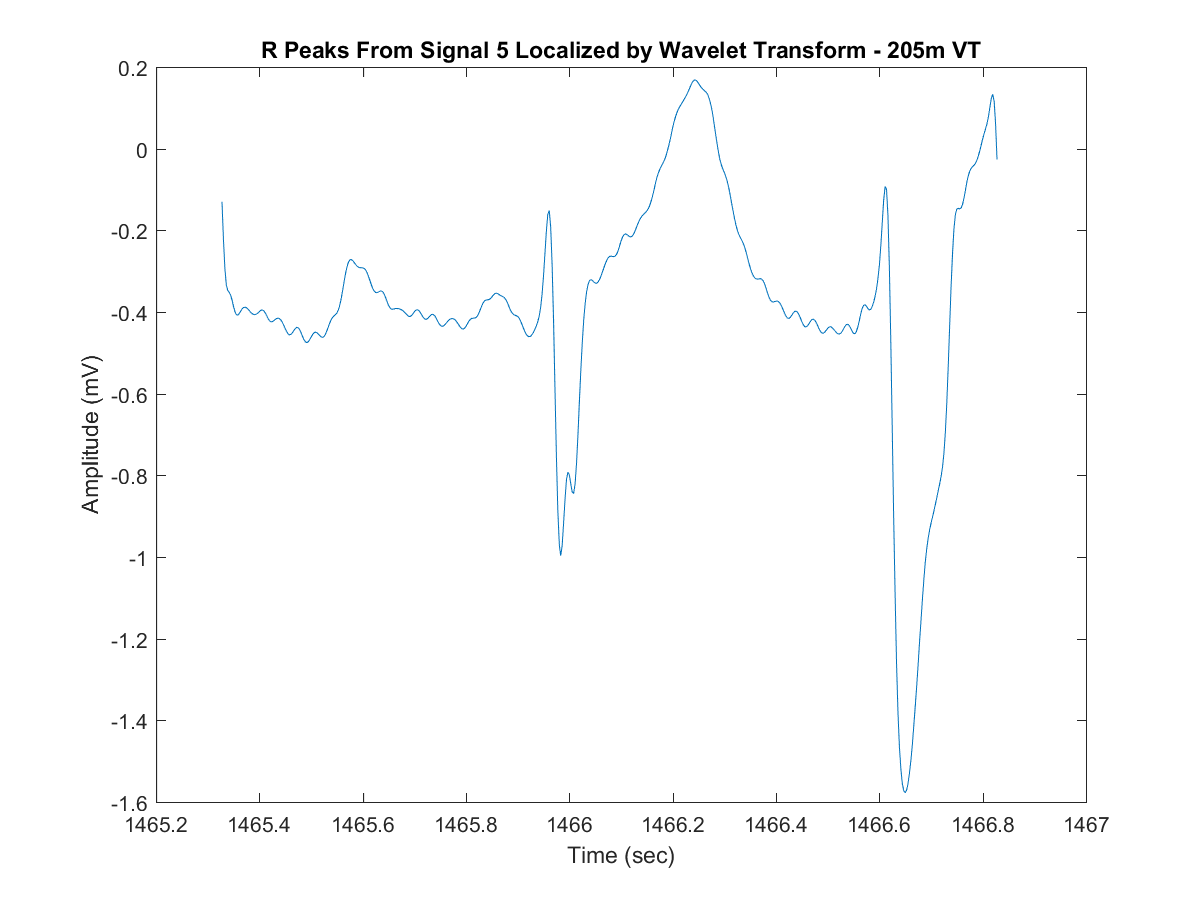 R Peaks From Signal 5 Localized by Wavelet Transform - 205m VT
0.2
0
-0.2
-0.4
-0.6
-0.8
-1
-1.2
-1.4
-1.6
Amplitude (mV)
1465.2 1465.4 1465.6 1465.8 1466 1466.2 1466.4 1466.6 1466.8 1467
Time (sec)